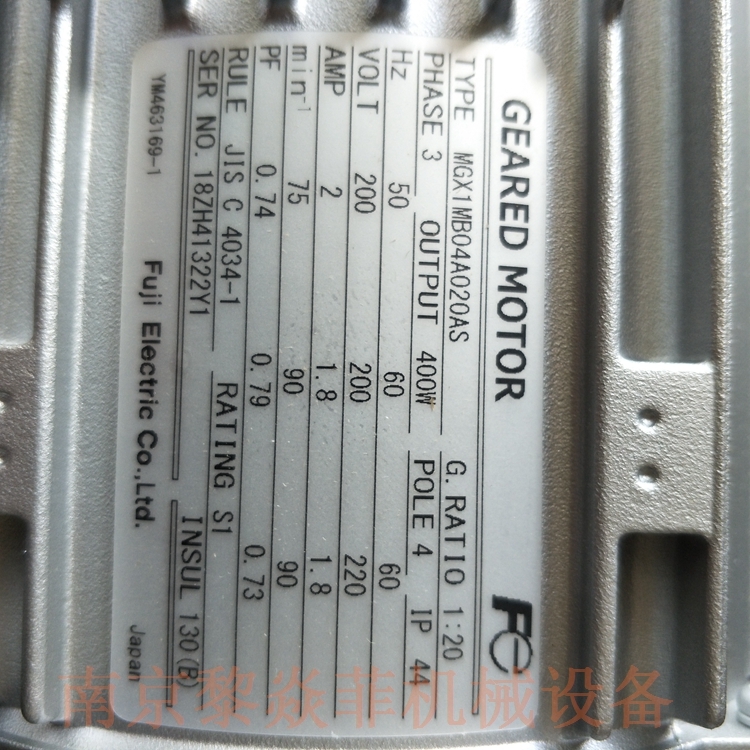 GEARED MOTOR Fe
TYPE MGX1MB04A020AS G. RATIO 1:20
PHASE 3 OUTPUT 400W POLE 4 IP 44
Hz 50 60 60
VOLT 200 200 220
AMP 2 1.8 1.8
min-1 75 90 90
PF 0.74 0.79 0.73
RULE JIS C 4034-1 RATING S1
SER NO. 18ZH41322Y1 INSUL 130(B)
YM463169-1 Fuji Electric Co.,Ltd. Japan
南京黎焱菲机械设备